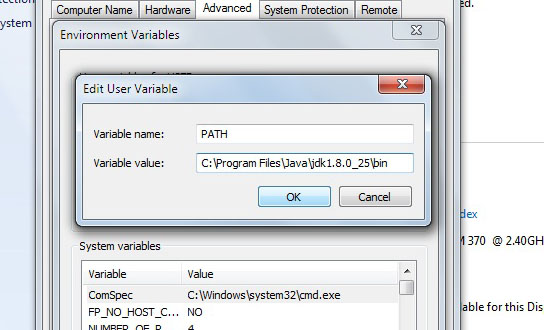 ed.
Computer Name Hardware Advanced System Protection Remote
ystem
Environment Variables
Edit User Variable
Variable name: PATH
Variable value: C:\Program Files\Java\jdk1.8.0_25\bin
OK Cancel
dex
M 370 @ 2.40GH
System variables
Variable Value
ComSpec C:\Windows\system32\cmd.exe
FP_NO_HOST_C... NO
NUMBER_OF_P... 4
lable for this Dis